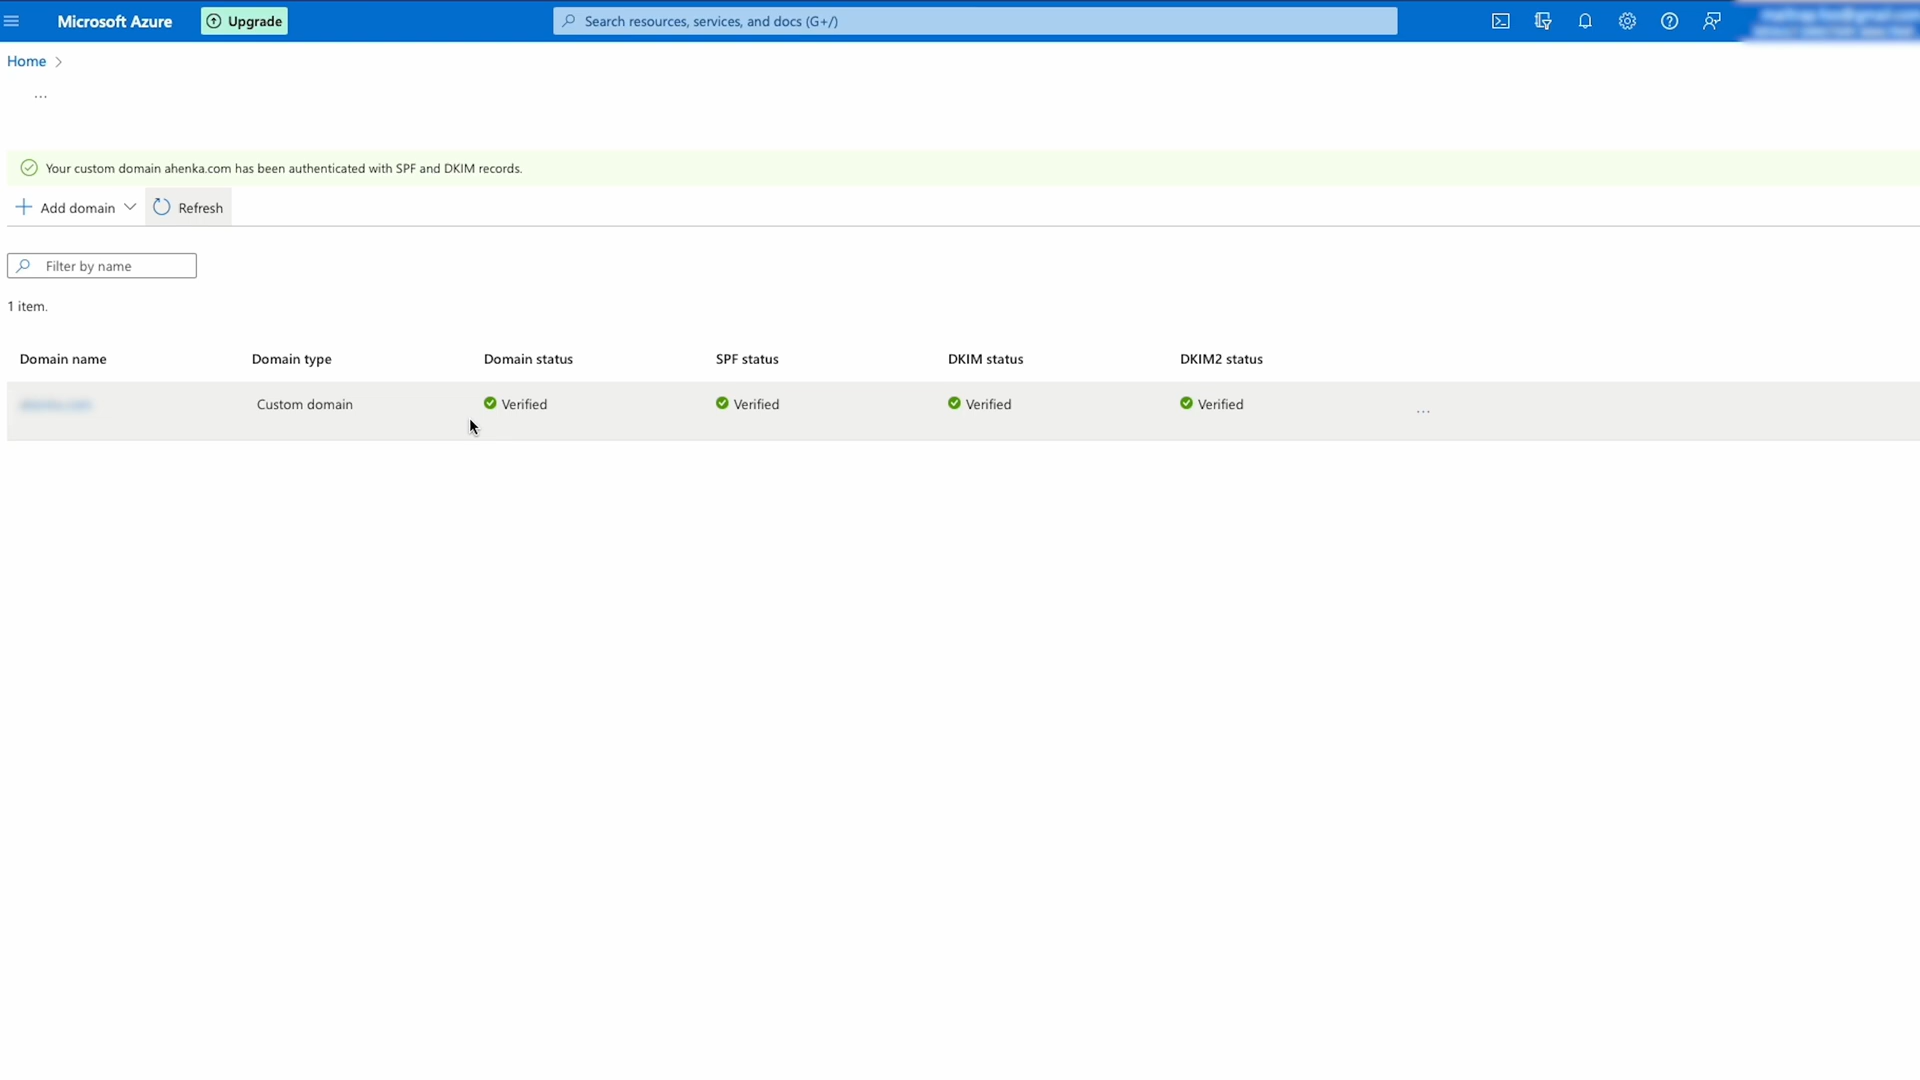 Microsoft Azure
Upgrade
Search resources, services, and docs (G+/)
Home >
...
Your custom domain ahenka.com has been authenticated with SPF and DKIM records.
Add domain
Refresh
Filter by name
1 item.
Domain name Domain type Domain status SPF status DKIM status DKIM2 status
Custom domain Verified Verified Verified Verified ...